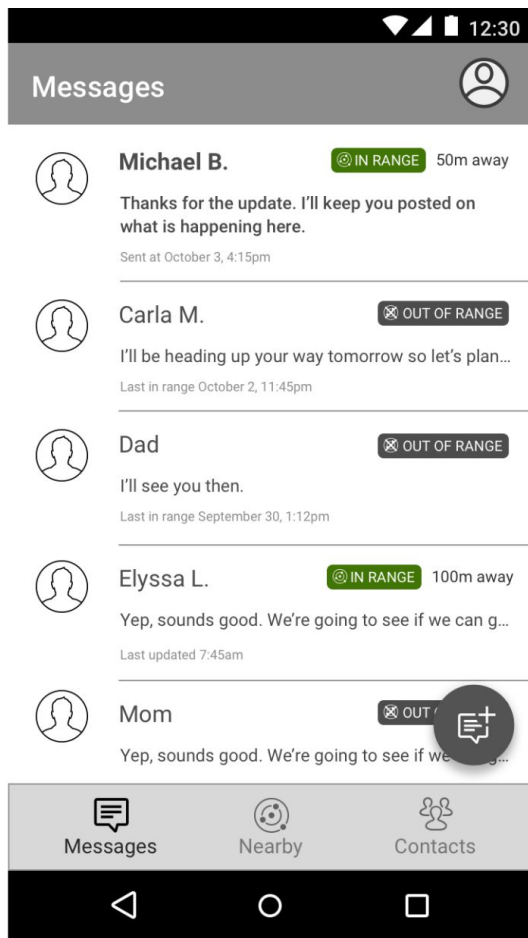 12:30
Messages
Michael B.
IN RANGE
50m away
Thanks for the update. I’ll keep you posted on
what is happening here.
Sent at October 3, 4:15pm
Carla M.
OUT OF RANGE
I’ll be heading up your way tomorrow so let’s plan...
Last in range October 2, 11:45pm
Dad
OUT OF RANGE
I’ll see you then.
Last in range September 30, 1:12pm
Elyssa L.
IN RANGE
100m away
Yep, sounds good. We’re going to see if we can g...
Last updated 7:45am
Mom
OUT
Yep, sounds good. We’re going to see if we
Messages
Nearby
Contacts